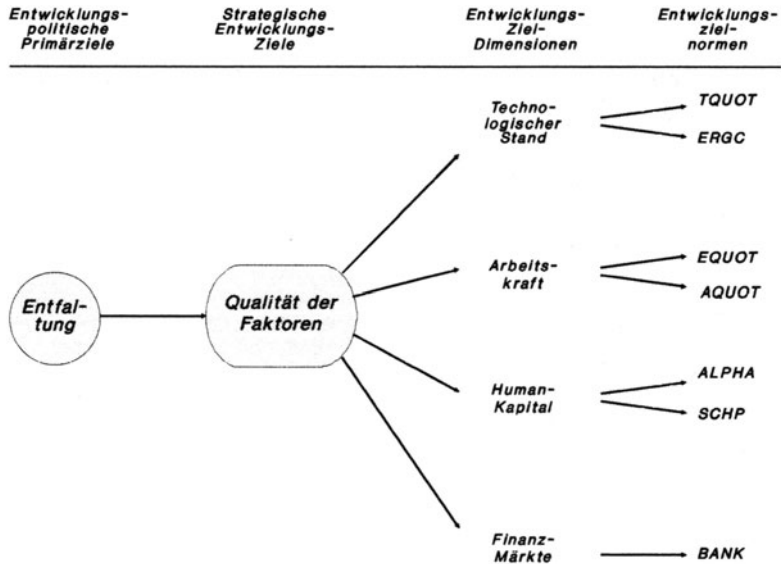 Entwicklungs-
politische
Primärziele
Strategische
Entwicklungs-
Ziele
Entwicklungs-
Ziel-
Dimensionen
Entwicklungs-
ziel-
normen
Techno-
logischer
Stand
TQUOT
ERGC
Entfal-
tung
Qualität der
Faktoren
Arbeits-
kraft
EQUOT
AQUOT
Human-
Kapital
ALPHA
SCHP
Finanz-
Märkte
BANK